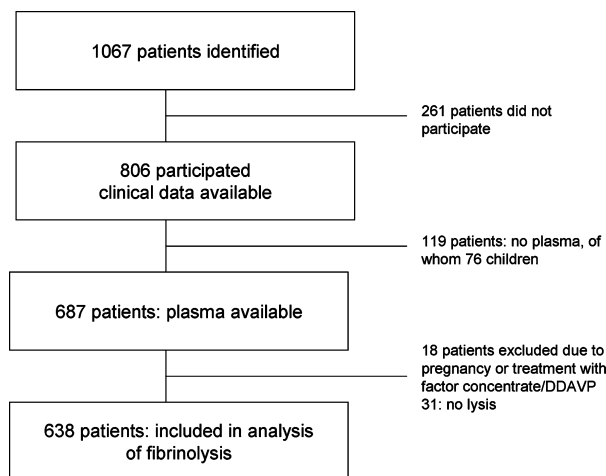 1067 patients identified
261 patients did not
participate
806 participated
clinical data available
119 patients: no plasma, of
whom 76 children
687 patients: plasma available
18 patients excluded due to
pregnancy or treatment with
factor concentrate/DDAVP
31: no lysis
638 patients: included in analysis
of fibrinolysis